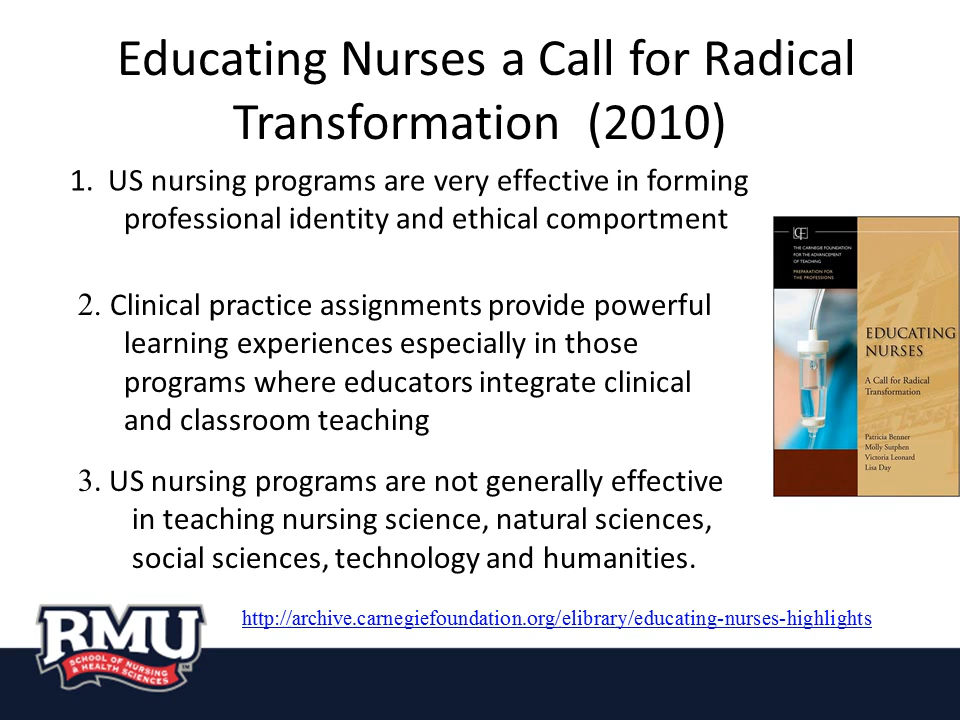 Educating Nurses a Call for Radical
Transformation (2010)
1. US nursing programs are very effective in forming
professional identity and ethical comportment
2. Clinical practice assignments provide powerful
learning experiences especially in those
programs where educators integrate clinical
and classroom teaching
3. US nursing programs are not generally effective
in teaching nursing science, natural sciences,
social sciences, technology and humanities.
CF
THE CARNEGIE FOUNDATION
FOR THE ADVANCEMENT
OF TEACHING
PREPARATION FOR
THE PROFESSIONS
EDUCATING
NURSES
A Call for Radical
Transformation
Patricia Benner
Molly Sutphen
Victoria Leonard
Lisa Day
http://archive.carnegiefoundation.org/elibrary/educating-nurses-highlights
RMU
SCHOOL OF NURSING
& HEALTH SCIENCES
TM